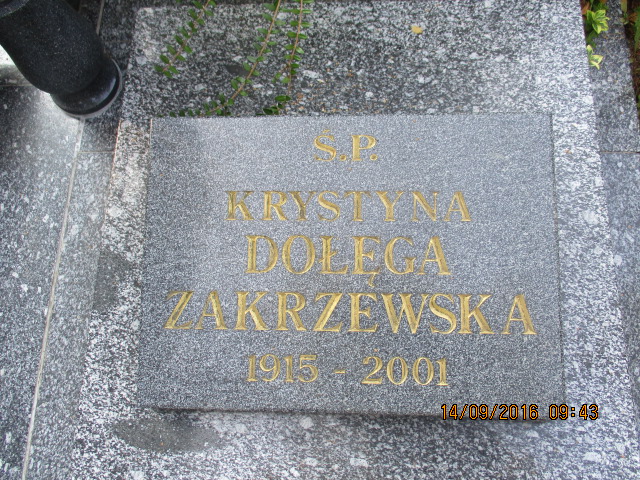 Ś.P.
KRYSTYNA
DOŁĘGA
ZAKRZEWSKA
1915 - 2001
14/09/2016 09:43